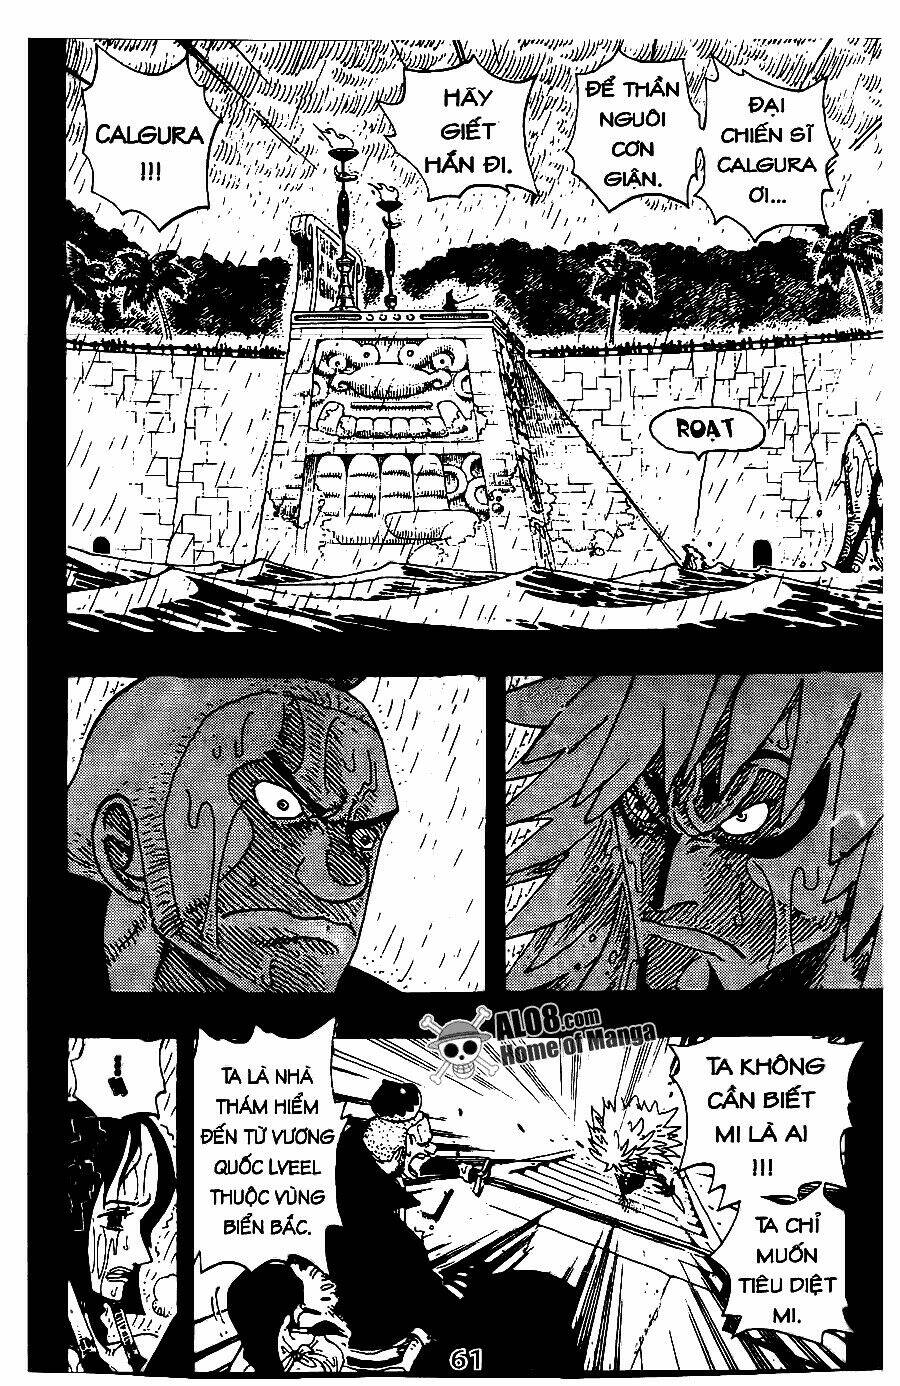 ĐẠI
CHIẾN SĨ
CALGURA
ƠI...
ĐỂ THẦN
NGUÔI
CƠN
GIẬN.
HÃY
GIẾT
HẮN ĐI.
CALGURA
!!!
ROẠT
TA KHÔNG
CẦN BIẾT
MI LÀ AI
!!!
TA CHỈ
MUỐN
TIÊU DIỆT
MI.
TA LÀ NHÀ
THÁM HIỂM
ĐẾN TỪ VƯƠNG
QUỐC LVEEL
THUỘC VÙNG
BIỂN BẮC.
AL08.com
Home of Manga
61